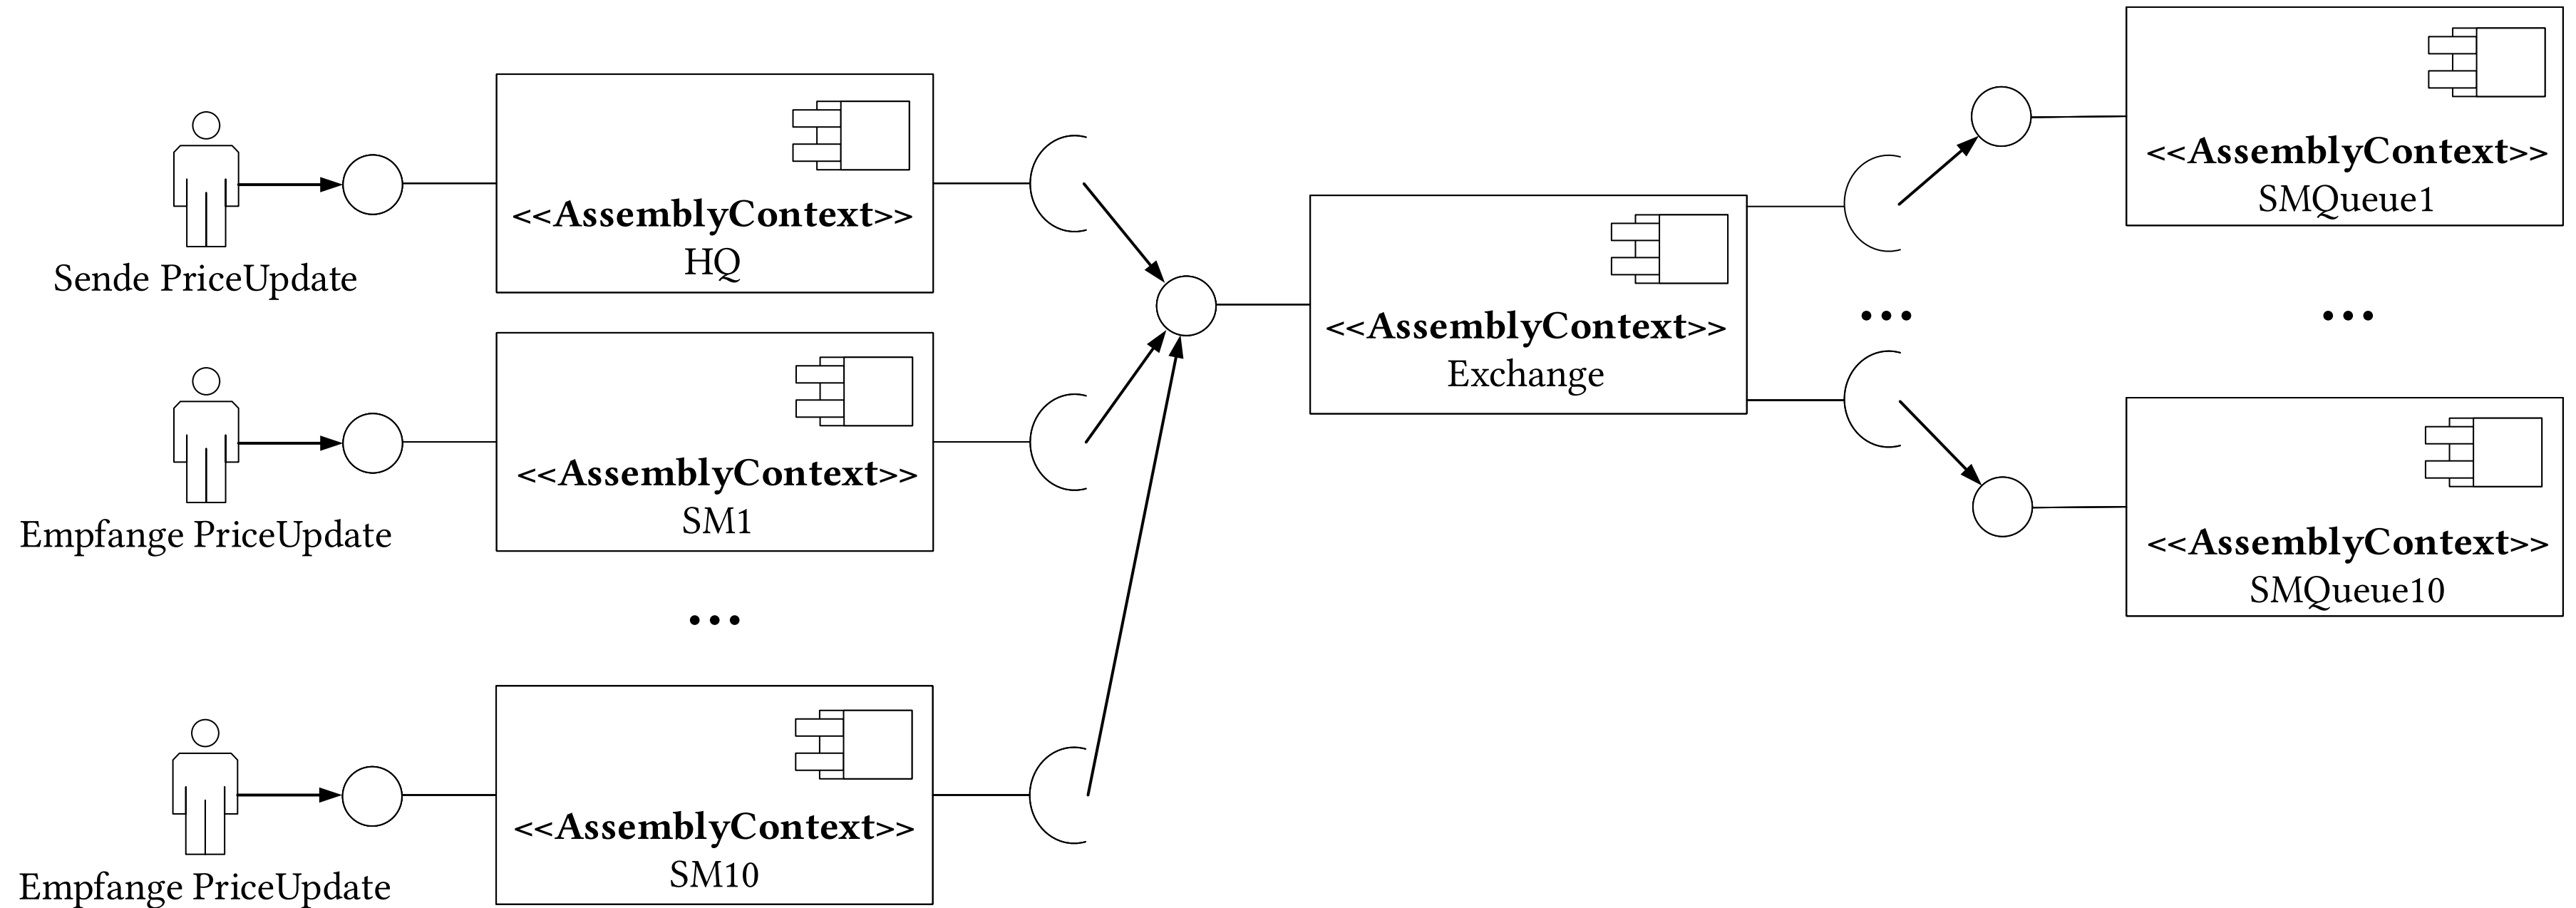 Sende PriceUpdate
<<AssemblyContext>>
HQ
Empfange PriceUpdate
<<AssemblyContext>>
SM1
...
Empfange PriceUpdate
<<AssemblyContext>>
SM10
<<AssemblyContext>>
Exchange
...
<<AssemblyContext>>
SMQueue1
...
<<AssemblyContext>>
SMQueue10